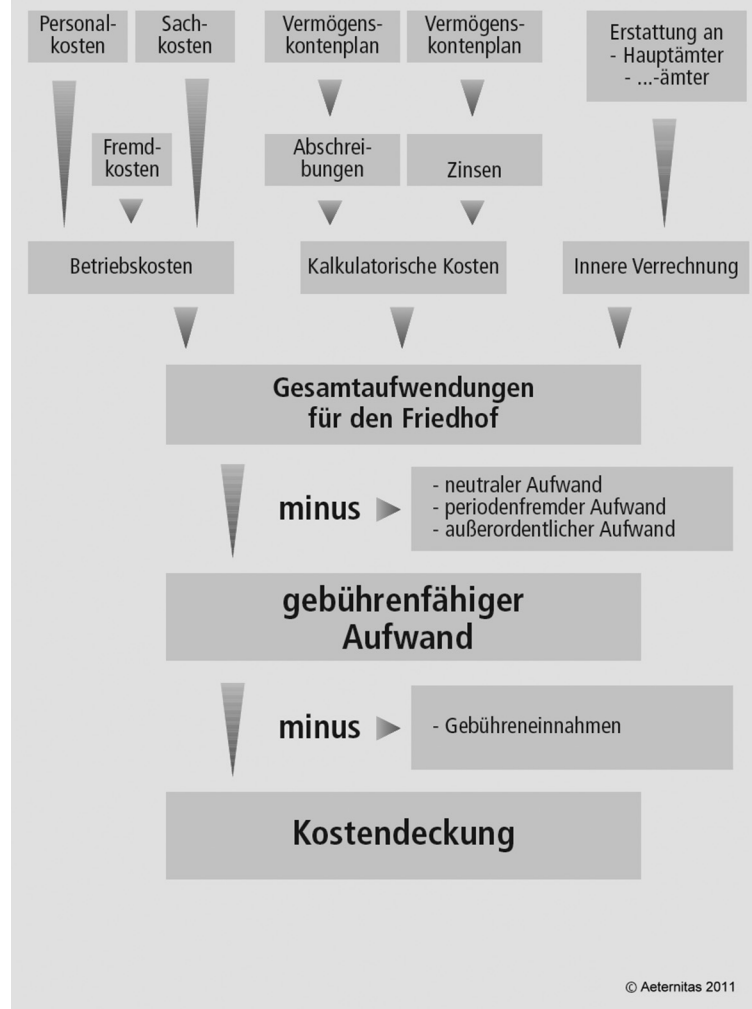 Personal-
kosten
Sach-
kosten
Vermögens-
kontenplan
Vermögens-
kontenplan
Erstattung an
- Hauptämter
- ...-ämter
Fremd-
kosten
Abschrei-
bungen
Zinsen
Betriebskosten
Kalkulatorische Kosten
Innere Verrechnung
Gesamtaufwendungen
für den Friedhof
minus
- neutraler Aufwand
- periodenfremder Aufwand
- außerordentlicher Aufwand
gebührenfähiger
Aufwand
minus
- Gebühreneinnahmen
Kostendeckung
© Aeternitas 2011